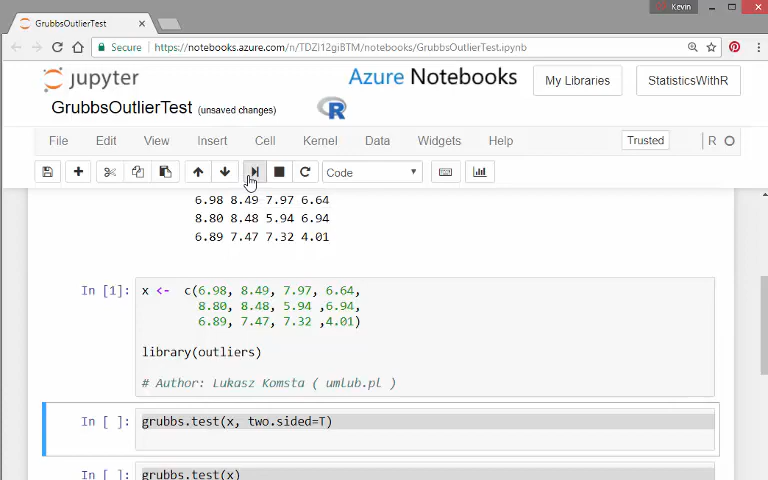 Kevin
GrubbsOutlierTest
Secure https://notebooks.azure.com/n/TDZl12giBTM/notebooks/GrubbsOutlierTest.ipynb
jupyter
Azure Notebooks
My Libraries
StatisticsWithR
GrubbsOutlierTest (unsaved changes)
R
File Edit View Insert Cell Kernel Data Widgets Help Trusted R
Code
6.98 8.49 7.97 6.64
8.80 8.48 5.94 6.94
6.89 7.47 7.32 4.01
In [1]: x <- c(6.98, 8.49, 7.97, 6.64,
8.80, 8.48, 5.94 ,6.94,
6.89, 7.47, 7.32 ,4.01)
library(outliers)
# Author: Lukasz Komsta ( umlub.pl )
In [ ]: grubbs.test(x, two.sided=T)
In [ ]: grubbs.test(x)